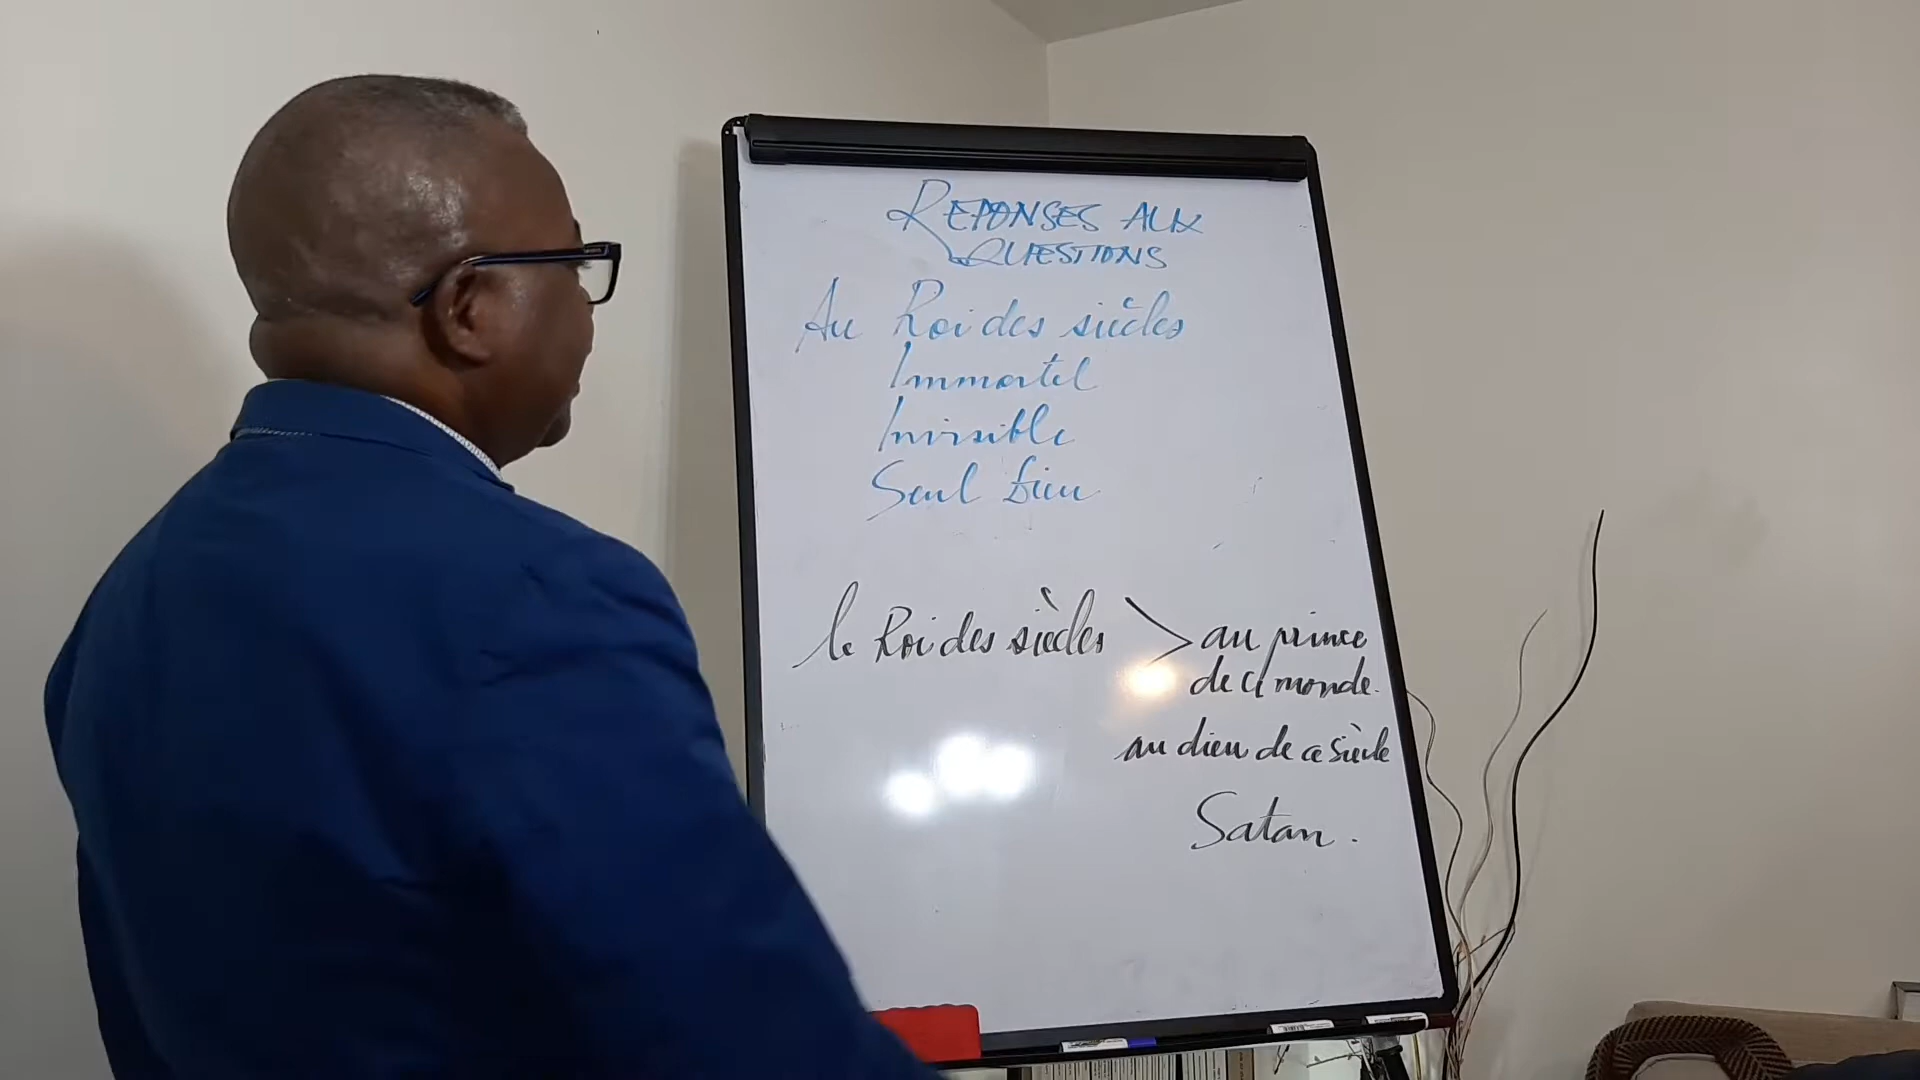 REPONSES AUX
QUESTIONS
Au Roi des siècles
Immortel
Invisible
Seul Dieu
le Roi des siècles > au prince
de ce monde.
au dieu de ce siècle
Satan.